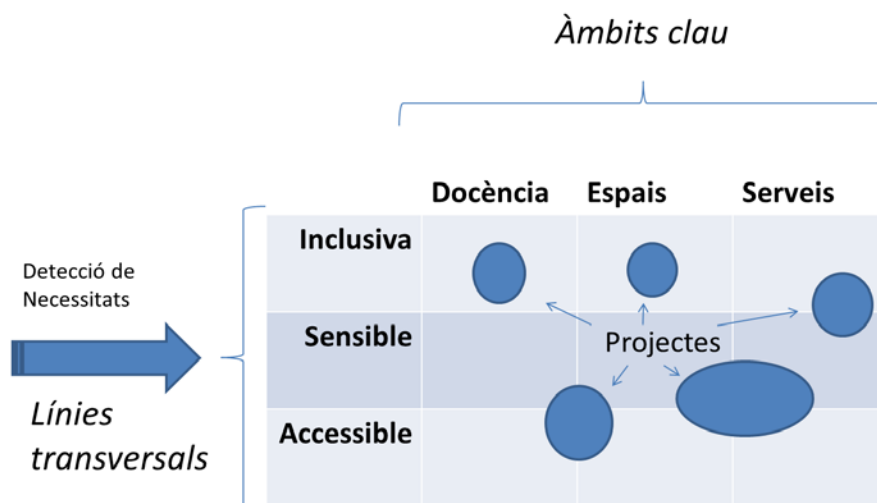 Àmbits clau
Docència Espais Serveis
Inclusiva
Detecció de
Necessitats
Sensible
Projectes
Línies
transversals
Accessible